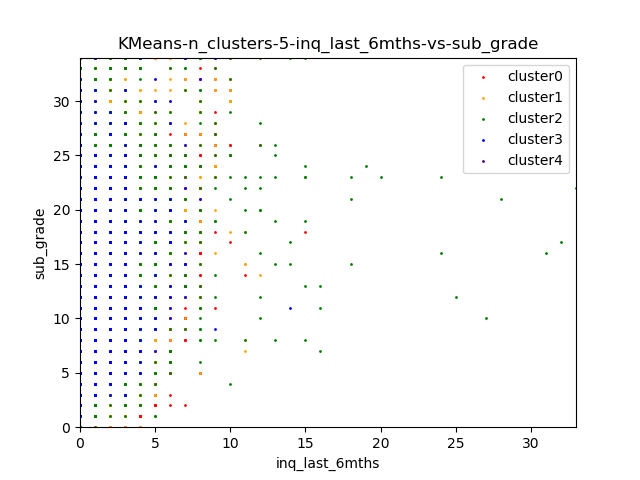 KMeans-n_clusters-5-inq_last_6mths-vs-sub_grade
cluster0
cluster1
cluster2
cluster3
cluster4
30
25
20
15
10
5
0
sub_grade
0 5 10 15 20 25 30
inq_last_6mths